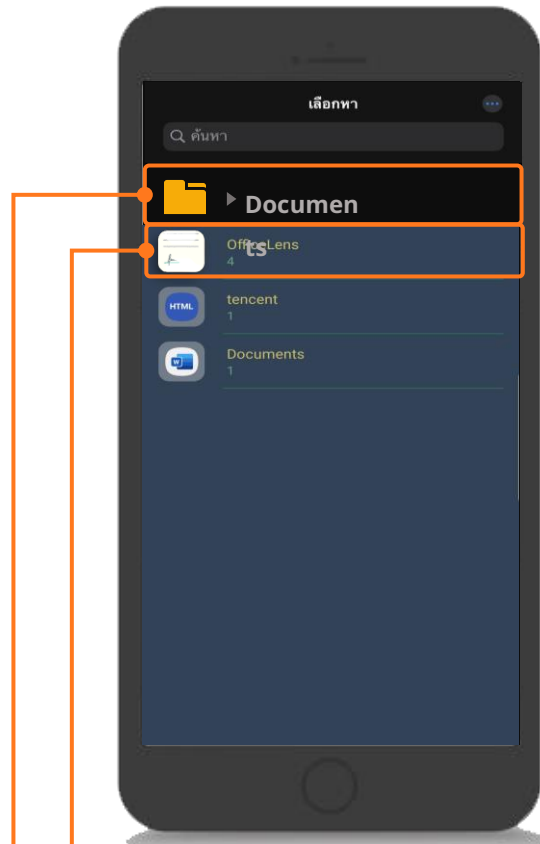 เลือกหา
ค้นหา
Documen
ts
OfficeLens
4
HTML
tencent
1
W
Documents
1